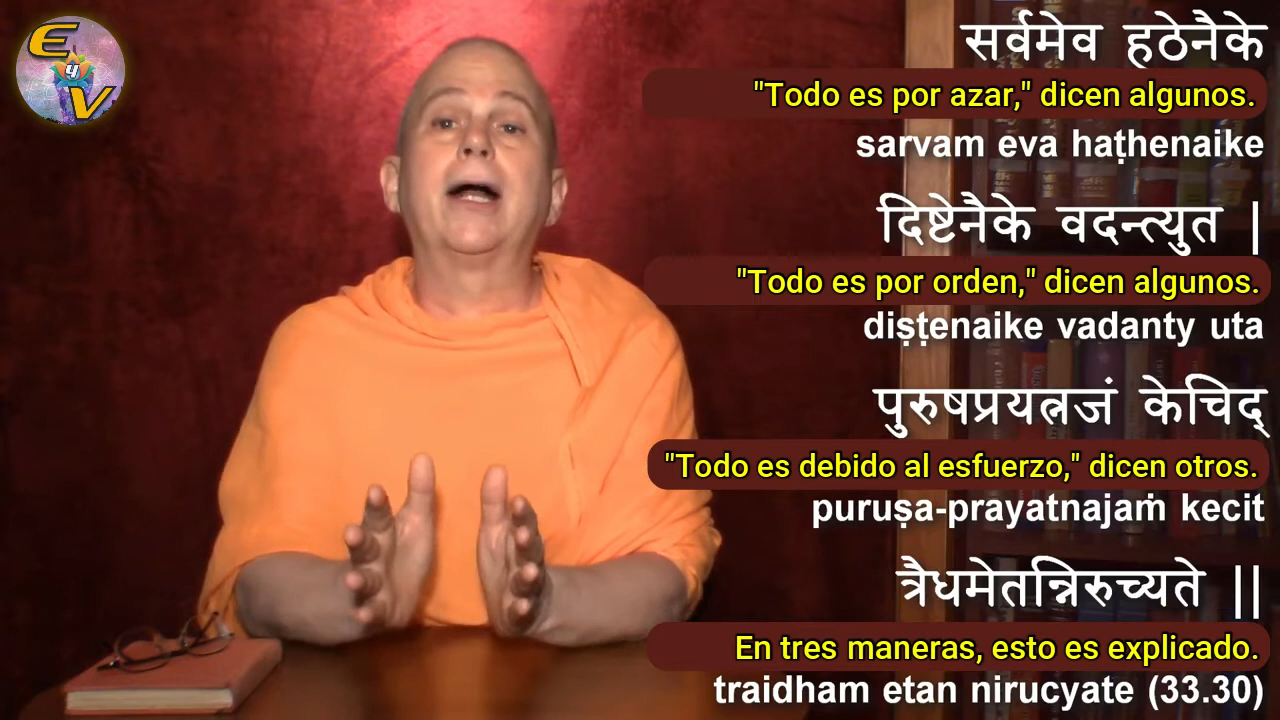 E 4 V
सर्वमेव हठेनैके
"Todo es por azar," dicen algunos.
sarvam eva haṭhenaike
दिष्टेनैके वदन्त्युत |
"Todo es por orden," dicen algunos.
diṣṭenaike vadanty uta
पुरुषप्रयत्नजं केचिद्
"Todo es debido al esfuerzo," dicen otros.
puruṣa-prayatnajaṁ kecit
त्रैधमेतन्निरुच्यते ||
En tres maneras, esto es explicado.
traidham etan nirucyate (33.30)